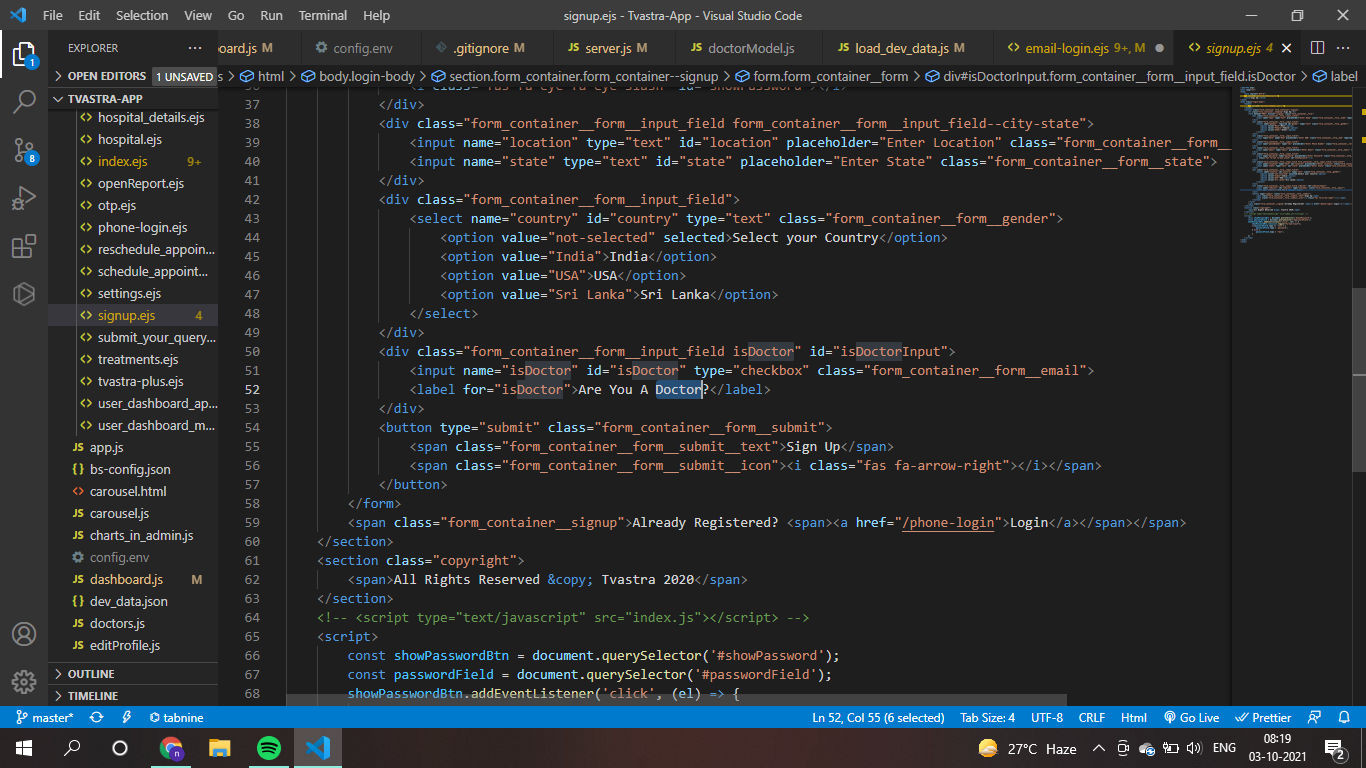 File Edit Selection View Go Run Terminal Help
signup.ejs - Tvastra-App - Visual Studio Code
EXPLORER ...
board.js M
config.env
.gitignore M
server.js M
doctorModel.js
load_dev_data.js M
email-login.ejs 9+, M
signup.ejs 4
OPEN EDITORS 1 UNSAVED
s > html > body.login-body > section.form_container.form_container--signup > form.form_container__form > div#isDoctorInput.form_container__form__input_field.isDoctor > label
TVASTRA-APP
hospital_details.ejs
hospital.ejs
index.ejs 9+
openReport.ejs
otp.ejs
phone-login.ejs
reschedule_appoin...
schedule_appoint...
settings.ejs
signup.ejs 4
submit_your_query...
treatments.ejs
tvastra-plus.ejs
user_dashboard_ap...
user_dashboard_m...
app.js
bs-config.json
carousel.html
carousel.js
charts_in_admin.js
config.env
dashboard.js M
dev_data.json
doctors.js
editProfile.js
OUTLINE
TIMELINE
37 </div>
38 <div class="form_container__form__input_field form_container__form__input_field--city-state">
39 <input name="location" type="text" id="location" placeholder="Enter Location" class="form_container__form__
40 <input name="state" type="text" id="state" placeholder="Enter State" class="form_container__form__state">
41 </div>
42 <div class="form_container__form__input_field">
43 <select name="country" id="country" type="text" class="form_container__form__gender">
44 <option value="not-selected" selected>Select your Country</option>
45 <option value="India">India</option>
46 <option value="USA">USA</option>
47 <option value="Sri Lanka">Sri Lanka</option>
48 </select>
49 </div>
50 <div class="form_container__form__input_field isDoctor" id="isDoctorInput">
51 <input name="isDoctor" id="isDoctor" type="checkbox" class="form_container__form__email">
52 <label for="isDoctor">Are You A Doctor?</label>
53 </div>
54 <button type="submit" class="form_container__form__submit">
55 <span class="form_container__form__submit__text">Sign Up</span>
56 <span class="form_container__form__submit__icon"><i class="fas fa-arrow-right"></i></span>
57 </button>
58 </form>
59 <span class="form_container__signup">Already Registered? <span><a href="/phone-login">Login</a></span></span>
60 </section>
61 <section class="copyright">
62 <span>All Rights Reserved &copy; Tvastra 2020</span>
63 </section>
64 <!-- <script type="text/javascript" src="index.js"></script> -->
65 <script>
66 const showPasswordBtn = document.querySelector('#showPassword');
67 const passwordField = document.querySelector('#passwordField');
68 showPasswordBtn.addEventListener('click', (el) => {
master* tabnine Ln 52, Col 55 (6 selected) Tab Size: 4 UTF-8 CRLF Html Go Live Prettier
27°C Haze ENG 08:19
03-10-2021 2